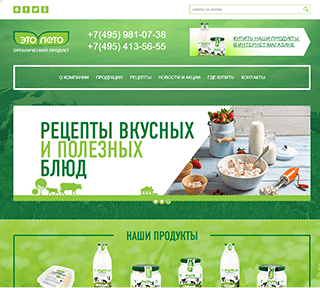 найти на сайте
ЭТО ЛЕТО
ОРГАНИЧЕСКИЙ ПРОДУКТ
+7(495) 981-07-38
+7(495) 413-56-55
КУПИТЬ НАШИ ПРОДУКТЫ
В ИНТЕРНЕТ-МАГАЗИНЕ
О КОМПАНИИ ПРОДУКЦИЯ РЕЦЕПТЫ НОВОСТИ И АКЦИИ ГДЕ КУПИТЬ КОНТАКТЫ
РЕЦЕПТЫ ВКУСНЫХ
И ПОЛЕЗНЫХ
БЛЮД
НАШИ ПРОДУКТЫ